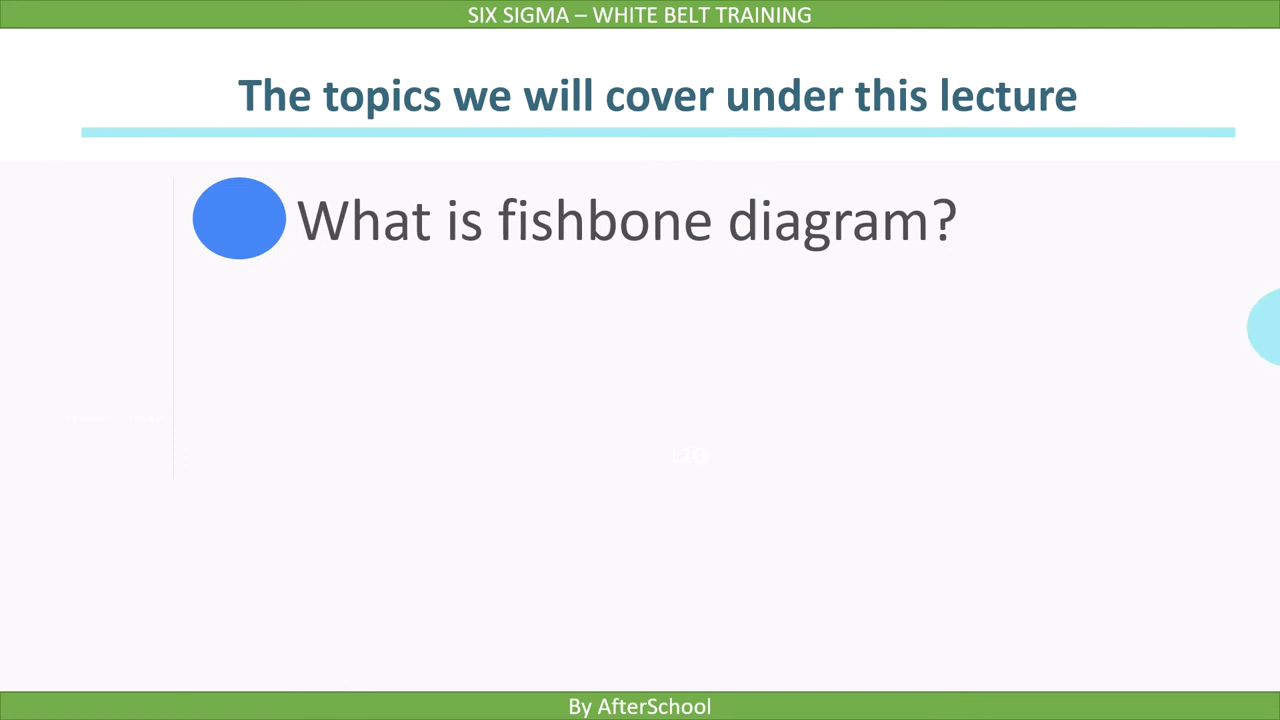 SIX SIGMA – WHITE BELT TRAINING
The topics we will cover under this lecture
What is fishbone diagram?
By AfterSchool